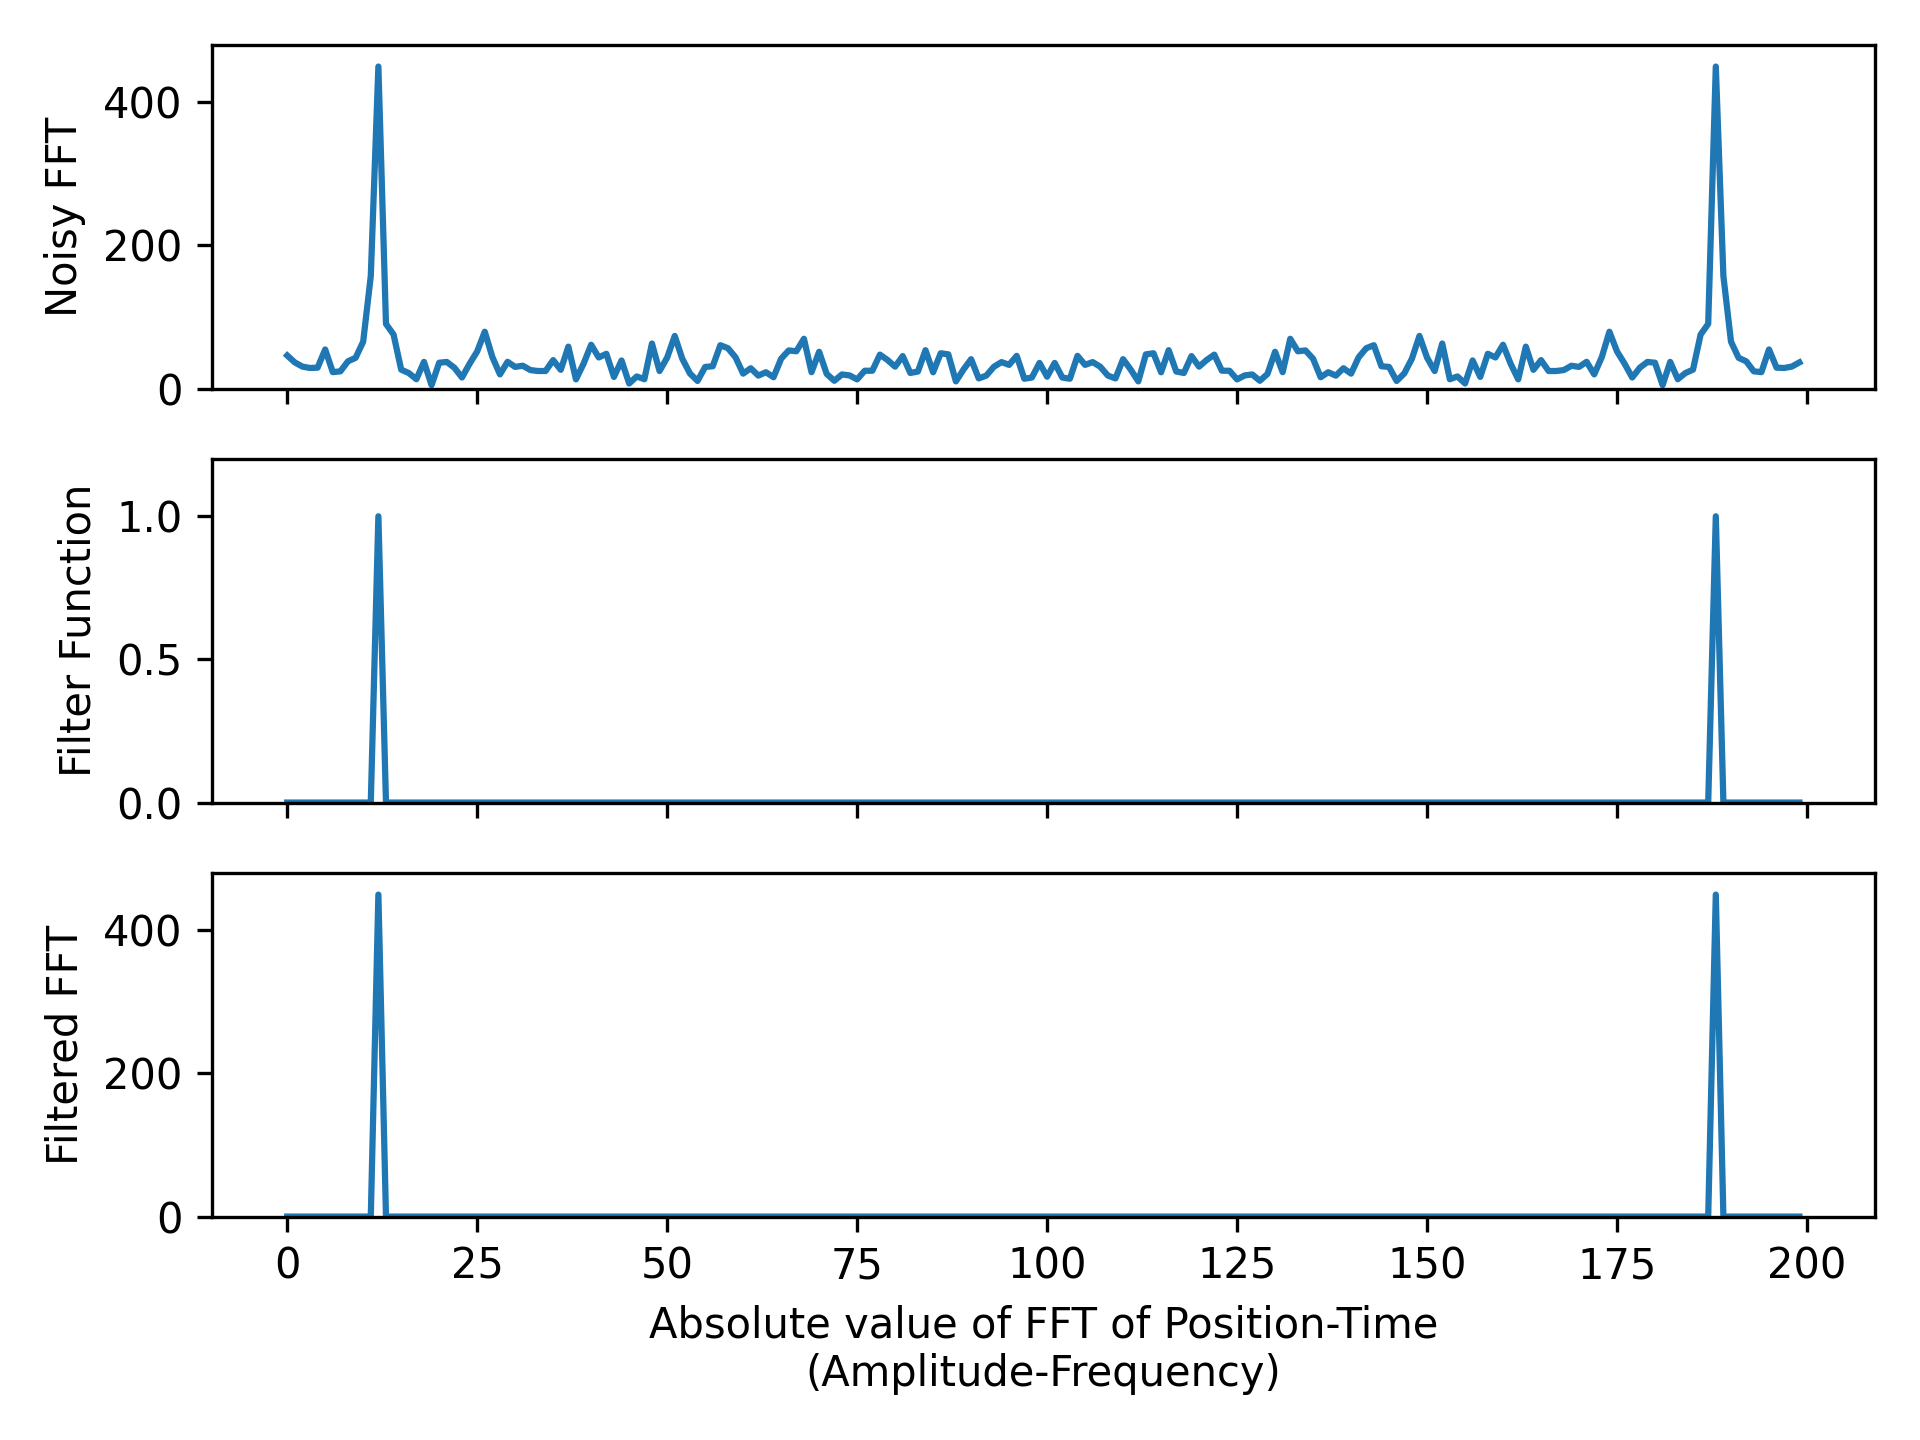 Noisy FFT
400
200
0
Filter Function
1.0
0.5
0.0
Filtered FFT
400
200
0
0 25 50 75 100 125 150 175 200
Absolute value of FFT of Position-Time
(Amplitude-Frequency)